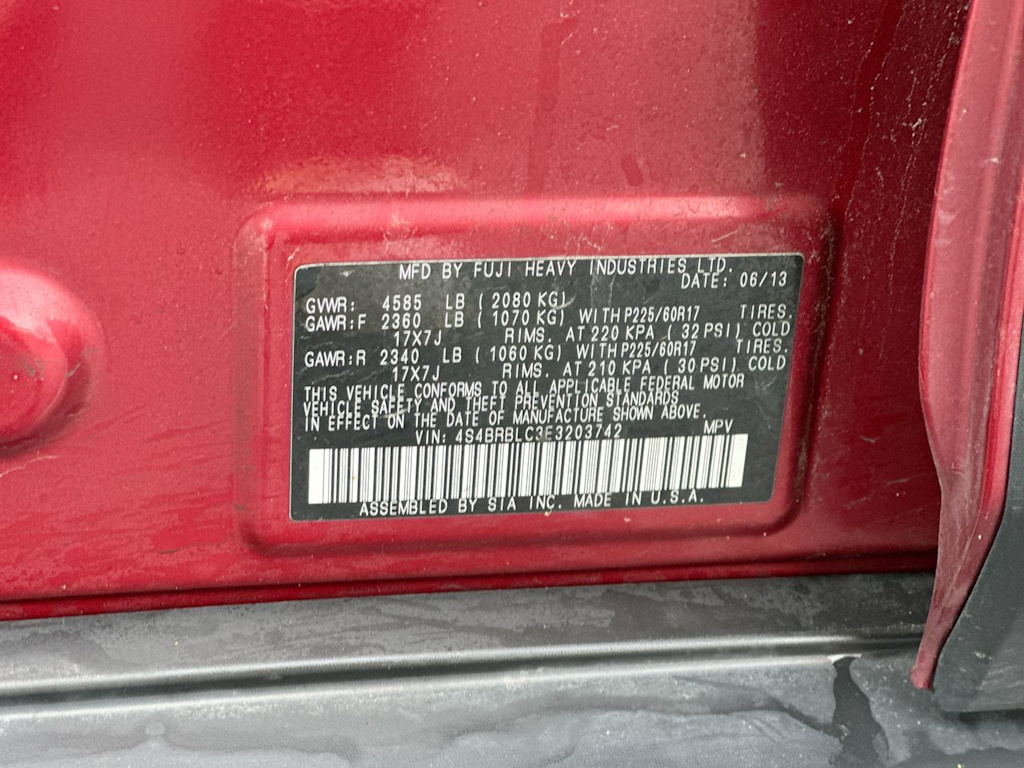 MFD BY FUJI HEAVY INDUSTRIES LTD.
DATE: 06/13
GVWR: 4585 LB ( 2080 KG)
GAWR:F 2360 LB ( 1070 KG) WITH P225/60R17 TIRES.
17X7J RIMS. AT 220 KPA ( 32 PSI) COLD
GAWR:R 2340 LB ( 1060 KG) WITH P225/60R17 TIRES.
17X7J RIMS. AT 210 KPA ( 30 PSI) COLD
THIS VEHICLE CONFORMS TO ALL APPLICABLE FEDERAL MOTOR
VEHICLE SAFETY AND THEFT PREVENTION STANDARDS
IN EFFECT ON THE DATE OF MANUFACTURE SHOWN ABOVE.
VIN: 4S4BRBLC3E3203742 MPV
ASSEMBLED BY SIA INC. MADE IN U.S.A.